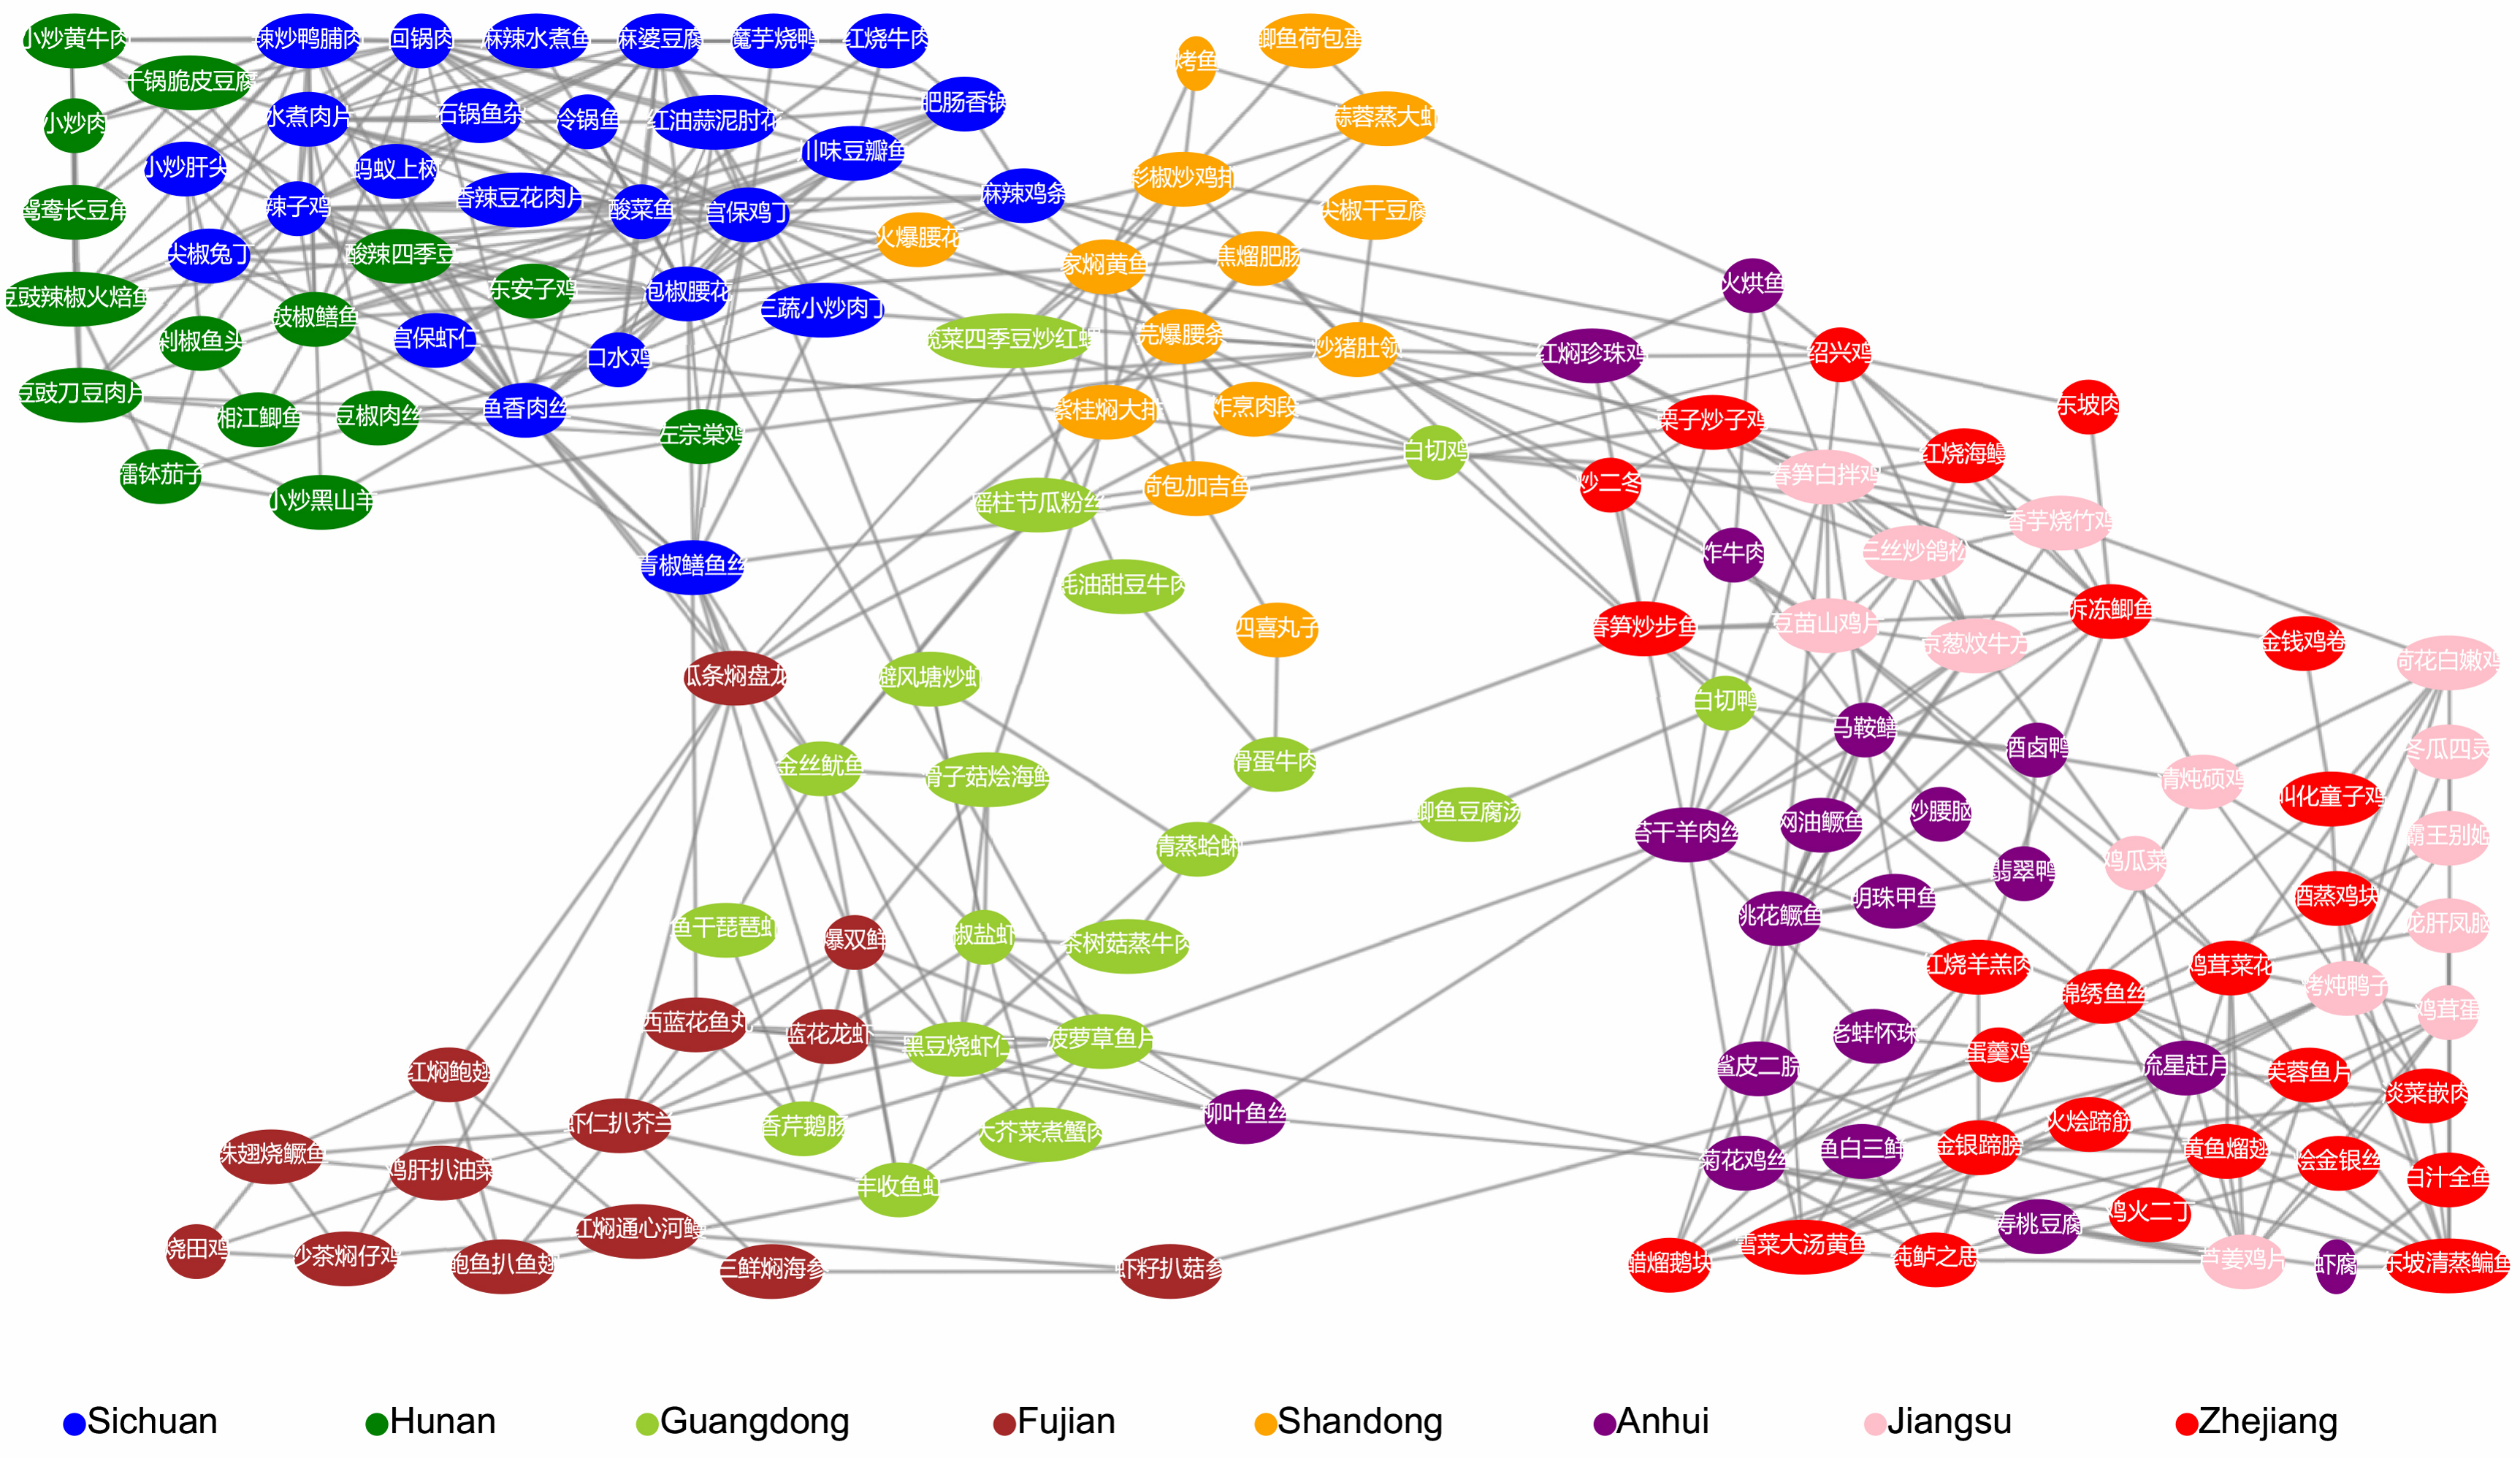 小炒黄牛肉
辣炒鸭脯肉
回锅肉
麻辣水煮鱼
麻婆豆腐
魔芋烧鸭
红烧牛肉
烤鱼
鲫鱼荷包蛋
干锅脆皮豆腐
小炒肉
水煮肉片
石锅鱼杂
冷锅鱼
红油蒜泥肘花
肥肠香锅
蒜蓉蒸大虾
小炒肝尖
蚂蚁上树
川味豆瓣鱼
彩椒炒鸡排
鸳鸯长豆角
辣子鸡
香辣豆花肉片
酸菜鱼
宫保鸡丁
麻辣鸡条
尖椒干豆腐
尖椒兔丁
酸辣四季豆
火爆腰花
家焖黄鱼
焦熘肥肠
豆豉辣椒火焙鱼
豉椒鳝鱼
东安子鸡
泡椒腰花
三蔬小炒肉丁
火烘鱼
剁椒鱼头
宫保虾仁
口水鸡
蔬菜四季豆炒红螺
芫爆腰条
炒猪肚领
红焖珍珠鸡
绍兴鸡
豆豉刀豆肉片
湘江鲫鱼
豆椒肉丝
鱼香肉丝
左宗棠鸡
紫桂焖大排
炸烹肉段
白切鸡
栗子炒子鸡
东坡肉
擂钵茄子
小炒黑山羊
瑶柱节瓜粉丝
荷包加吉鱼
炒二冬
春笋白拌鸡
红烧海鳗
香芋烧竹鸡
青椒鳝鱼丝
蚝油甜豆牛肉
炸牛肉
三丝炒鸽松
四喜丸子
春笋炒步鱼
豆苗山鸡片
京葱炆牛方
酥冻鲫鱼
金钱鸡卷
荷花白嫩鸡
瓜条焖盘龙
避风塘炒虾
白切鸭
金丝鱿鱼
滑子菇烩海鲜
滑蛋牛肉
马鞍鳝
酒卤鸭
清炖硕鸡
冬瓜四灵
鲫鱼豆腐汤
清蒸蛤蜊
苔干羊肉丝
网油鳜鱼
炒腰脑
叫化童子鸡
霸王别姬
鸡瓜菜
鱼干琵琶虾
爆双鲜
椒盐虾
茶树菇蒸牛肉
桃花鳜鱼
明珠甲鱼
翡翠鸭
酒蒸鸡块
龙肝凤脑
红烧羊羔肉
锦绣鱼丝
鸡茸菜花
烤炖鸭子
鸡茸蛋
西蓝花鱼丸
蓝花龙虾
黑豆烧虾仁
菠萝草鱼片
老蚌怀珠
蛋羹鸡
流星赶月
芙蓉鱼片
淡菜嵌肉
红焖鲍翅
鲨皮二脘
虾仁扒芥兰
香芹鹅肠
大芥菜煮蟹肉
柳叶鱼丝
火烩蹄筋
珠翅烧鳜鱼
鸡肝扒油菜
菊花鸡丝
鱼白三鲜
金银蹄膀
黄鱼熘翅
烩金银丝
白汁全鱼
丰收鱼虹
烧田鸡
沙茶焖仔鸡
鲍鱼扒鱼翅
红焖通心河鳗
三鲜焖海参
虾籽扒菇参
醋熘鹅块
雪菜大汤黄鱼
莼鲈之思
寿桃豆腐
鸡火二丁
芦姜鸡片
虾腐
东坡清蒸鳊鱼
Sichuan
Hunan
Guangdong
Fujian
Shandong
Anhui
Jiangsu
Zhejiang